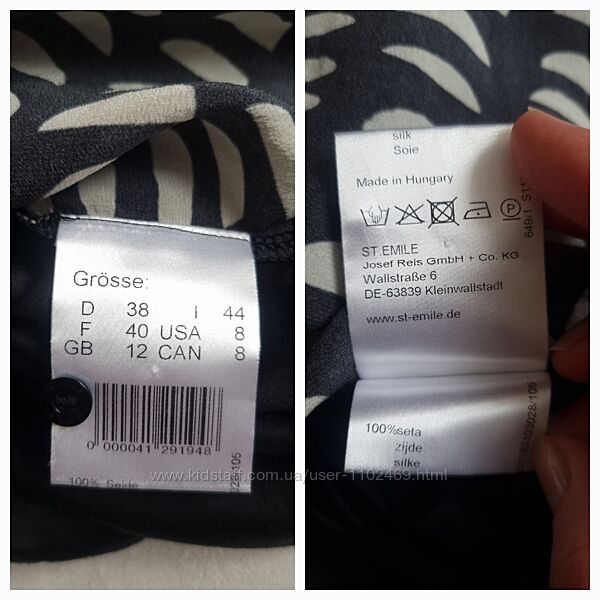 Grösse:
D 38 I 44
F 40 USA 8
GB 12 CAN 8
0 000041 291948
100% Seide
silk
Soie
Made in Hungary
ST.EMILE
Josef Reis GmbH + Co. KG
Wallstraße 6
DE-63839 Kleinwallstadt
www.st-emile.de
100%seta
zijde
silke
www.kidstaff.com.ua/user-1102469.html